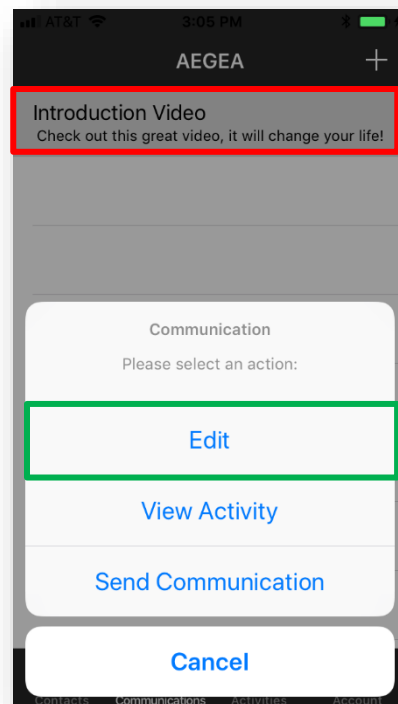 AT&T 3:05 PM
AEGEA +
Introduction Video
Check out this great video, it will change your life!
Communication
Please select an action:
Edit
View Activity
Send Communication
Cancel
Contacts Communications Activities Account